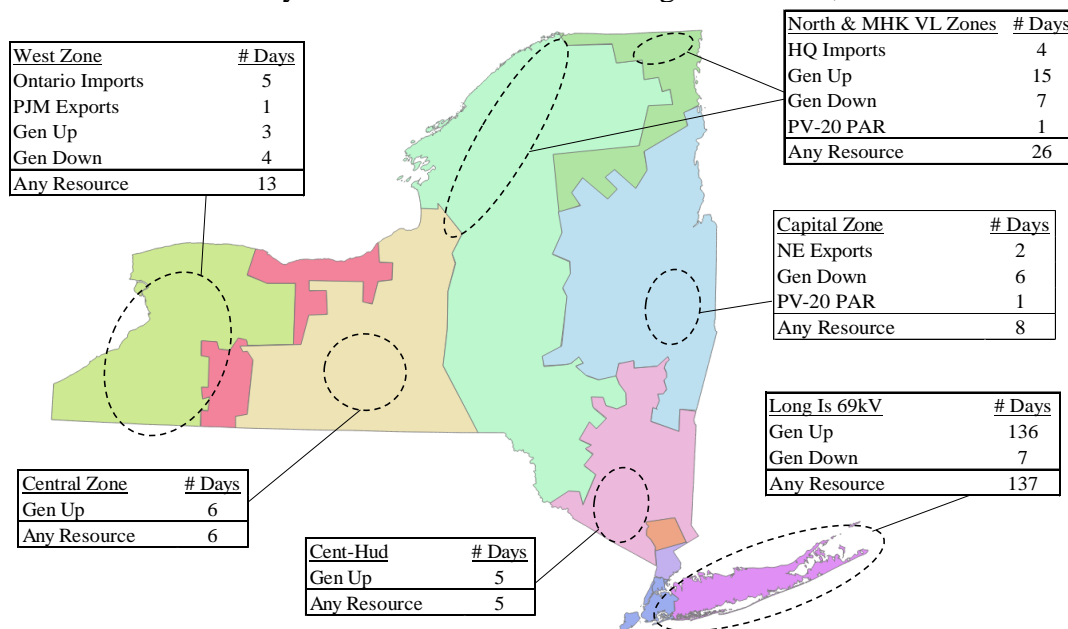 West Zone # Days
Ontario Imports 5
PJM Exports 1
Gen Up 3
Gen Down 4
Any Resource 13
North & MHK VL Zones # Days
HQ Imports 4
Gen Up 15
Gen Down 7
PV-20 PAR 1
Any Resource 26
Capital Zone # Days
NE Exports 2
Gen Down 6
PV-20 PAR 1
Any Resource 8
Long Is 69kV # Days
Gen Up 136
Gen Down 7
Any Resource 137
Central Zone # Days
Gen Up 6
Any Resource 6
Cent-Hud # Days
Gen Up 5
Any Resource 5